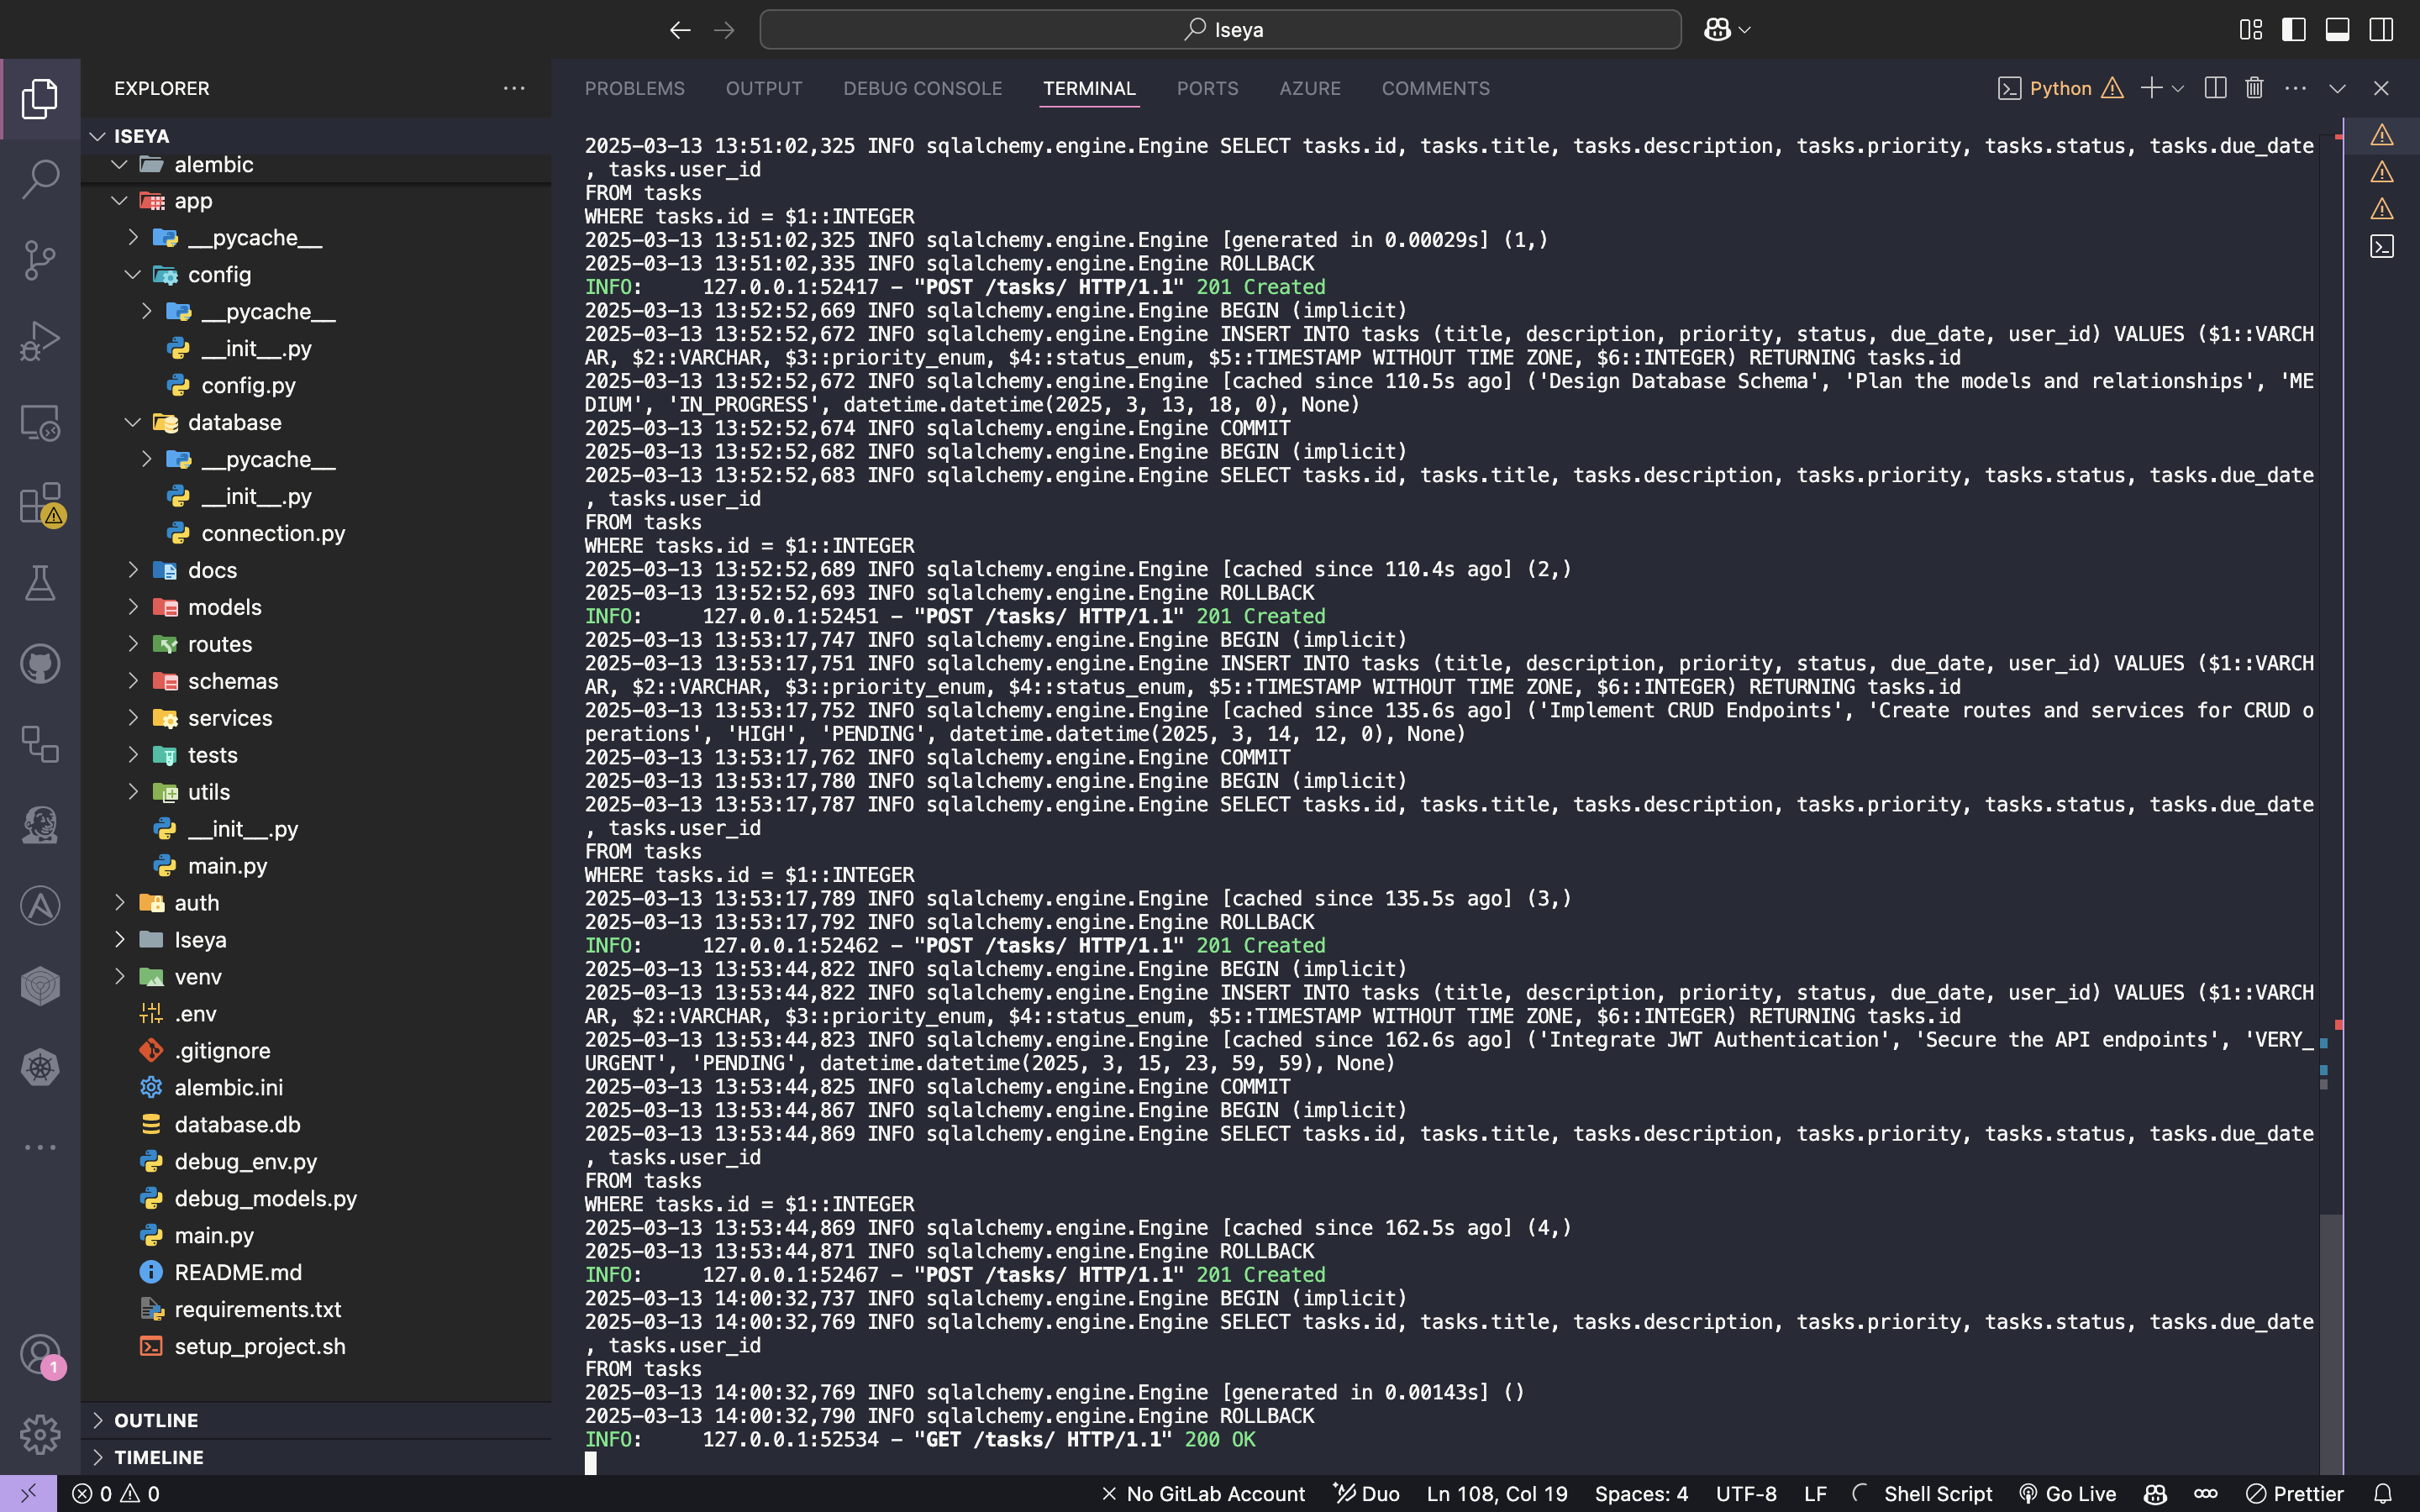 Iseya
EXPLORER
ISEYA
alembic
app
__pycache__
config
__pycache__
__init__.py
config.py
database
__pycache__
__init__.py
connection.py
docs
models
routes
schemas
services
tests
utils
__init__.py
main.py
auth
Iseya
venv
.env
.gitignore
alembic.ini
database.db
debug_env.py
debug_models.py
main.py
README.md
requirements.txt
setup_project.sh
OUTLINE
TIMELINE
1
PROBLEMS OUTPUT DEBUG CONSOLE TERMINAL PORTS AZURE COMMENTS
Python
2025-03-13 13:51:02,325 INFO sqlalchemy.engine.Engine SELECT tasks.id, tasks.title, tasks.description, tasks.priority, tasks.status, tasks.due_date
, tasks.user_id
FROM tasks
WHERE tasks.id = $1::INTEGER
2025-03-13 13:51:02,325 INFO sqlalchemy.engine.Engine [generated in 0.00029s] (1,)
2025-03-13 13:51:02,335 INFO sqlalchemy.engine.Engine ROLLBACK
INFO:     127.0.0.1:52417 - "POST /tasks/ HTTP/1.1" 201 Created
2025-03-13 13:52:52,669 INFO sqlalchemy.engine.Engine BEGIN (implicit)
2025-03-13 13:52:52,672 INFO sqlalchemy.engine.Engine INSERT INTO tasks (title, description, priority, status, due_date, user_id) VALUES ($1::VARCH
AR, $2::VARCHAR, $3::priority_enum, $4::status_enum, $5::TIMESTAMP WITHOUT TIME ZONE, $6::INTEGER) RETURNING tasks.id
2025-03-13 13:52:52,672 INFO sqlalchemy.engine.Engine [cached since 110.5s ago] ('Design Database Schema', 'Plan the models and relationships', 'ME
DIUM', 'IN_PROGRESS', datetime.datetime(2025, 3, 13, 18, 0), None)
2025-03-13 13:52:52,674 INFO sqlalchemy.engine.Engine COMMIT
2025-03-13 13:52:52,682 INFO sqlalchemy.engine.Engine BEGIN (implicit)
2025-03-13 13:52:52,683 INFO sqlalchemy.engine.Engine SELECT tasks.id, tasks.title, tasks.description, tasks.priority, tasks.status, tasks.due_date
, tasks.user_id
FROM tasks
WHERE tasks.id = $1::INTEGER
2025-03-13 13:52:52,689 INFO sqlalchemy.engine.Engine [cached since 110.4s ago] (2,)
2025-03-13 13:52:52,693 INFO sqlalchemy.engine.Engine ROLLBACK
INFO:     127.0.0.1:52451 - "POST /tasks/ HTTP/1.1" 201 Created
2025-03-13 13:53:17,747 INFO sqlalchemy.engine.Engine BEGIN (implicit)
2025-03-13 13:53:17,751 INFO sqlalchemy.engine.Engine INSERT INTO tasks (title, description, priority, status, due_date, user_id) VALUES ($1::VARCH
AR, $2::VARCHAR, $3::priority_enum, $4::status_enum, $5::TIMESTAMP WITHOUT TIME ZONE, $6::INTEGER) RETURNING tasks.id
2025-03-13 13:53:17,752 INFO sqlalchemy.engine.Engine [cached since 135.6s ago] ('Implement CRUD Endpoints', 'Create routes and services for CRUD o
perations', 'HIGH', 'PENDING', datetime.datetime(2025, 3, 14, 12, 0), None)
2025-03-13 13:53:17,762 INFO sqlalchemy.engine.Engine COMMIT
2025-03-13 13:53:17,780 INFO sqlalchemy.engine.Engine BEGIN (implicit)
2025-03-13 13:53:17,787 INFO sqlalchemy.engine.Engine SELECT tasks.id, tasks.title, tasks.description, tasks.priority, tasks.status, tasks.due_date
, tasks.user_id
FROM tasks
WHERE tasks.id = $1::INTEGER
2025-03-13 13:53:17,789 INFO sqlalchemy.engine.Engine [cached since 135.5s ago] (3,)
2025-03-13 13:53:17,792 INFO sqlalchemy.engine.Engine ROLLBACK
INFO:     127.0.0.1:52462 - "POST /tasks/ HTTP/1.1" 201 Created
2025-03-13 13:53:44,822 INFO sqlalchemy.engine.Engine BEGIN (implicit)
2025-03-13 13:53:44,822 INFO sqlalchemy.engine.Engine INSERT INTO tasks (title, description, priority, status, due_date, user_id) VALUES ($1::VARCH
AR, $2::VARCHAR, $3::priority_enum, $4::status_enum, $5::TIMESTAMP WITHOUT TIME ZONE, $6::INTEGER) RETURNING tasks.id
2025-03-13 13:53:44,823 INFO sqlalchemy.engine.Engine [cached since 162.6s ago] ('Integrate JWT Authentication', 'Secure the API endpoints', 'VERY_
URGENT', 'PENDING', datetime.datetime(2025, 3, 15, 23, 59, 59), None)
2025-03-13 13:53:44,825 INFO sqlalchemy.engine.Engine COMMIT
2025-03-13 13:53:44,867 INFO sqlalchemy.engine.Engine BEGIN (implicit)
2025-03-13 13:53:44,869 INFO sqlalchemy.engine.Engine SELECT tasks.id, tasks.title, tasks.description, tasks.priority, tasks.status, tasks.due_date
, tasks.user_id
FROM tasks
WHERE tasks.id = $1::INTEGER
2025-03-13 13:53:44,869 INFO sqlalchemy.engine.Engine [cached since 162.5s ago] (4,)
2025-03-13 13:53:44,871 INFO sqlalchemy.engine.Engine ROLLBACK
INFO:     127.0.0.1:52467 - "POST /tasks/ HTTP/1.1" 201 Created
2025-03-13 14:00:32,737 INFO sqlalchemy.engine.Engine BEGIN (implicit)
2025-03-13 14:00:32,769 INFO sqlalchemy.engine.Engine SELECT tasks.id, tasks.title, tasks.description, tasks.priority, tasks.status, tasks.due_date
, tasks.user_id
FROM tasks
2025-03-13 14:00:32,769 INFO sqlalchemy.engine.Engine [generated in 0.00143s] ()
2025-03-13 14:00:32,790 INFO sqlalchemy.engine.Engine ROLLBACK
INFO:     127.0.0.1:52534 - "GET /tasks/ HTTP/1.1" 200 OK
0 0 No GitLab Account Duo Ln 108, Col 19 Spaces: 4 UTF-8 LF Shell Script Go Live Prettier